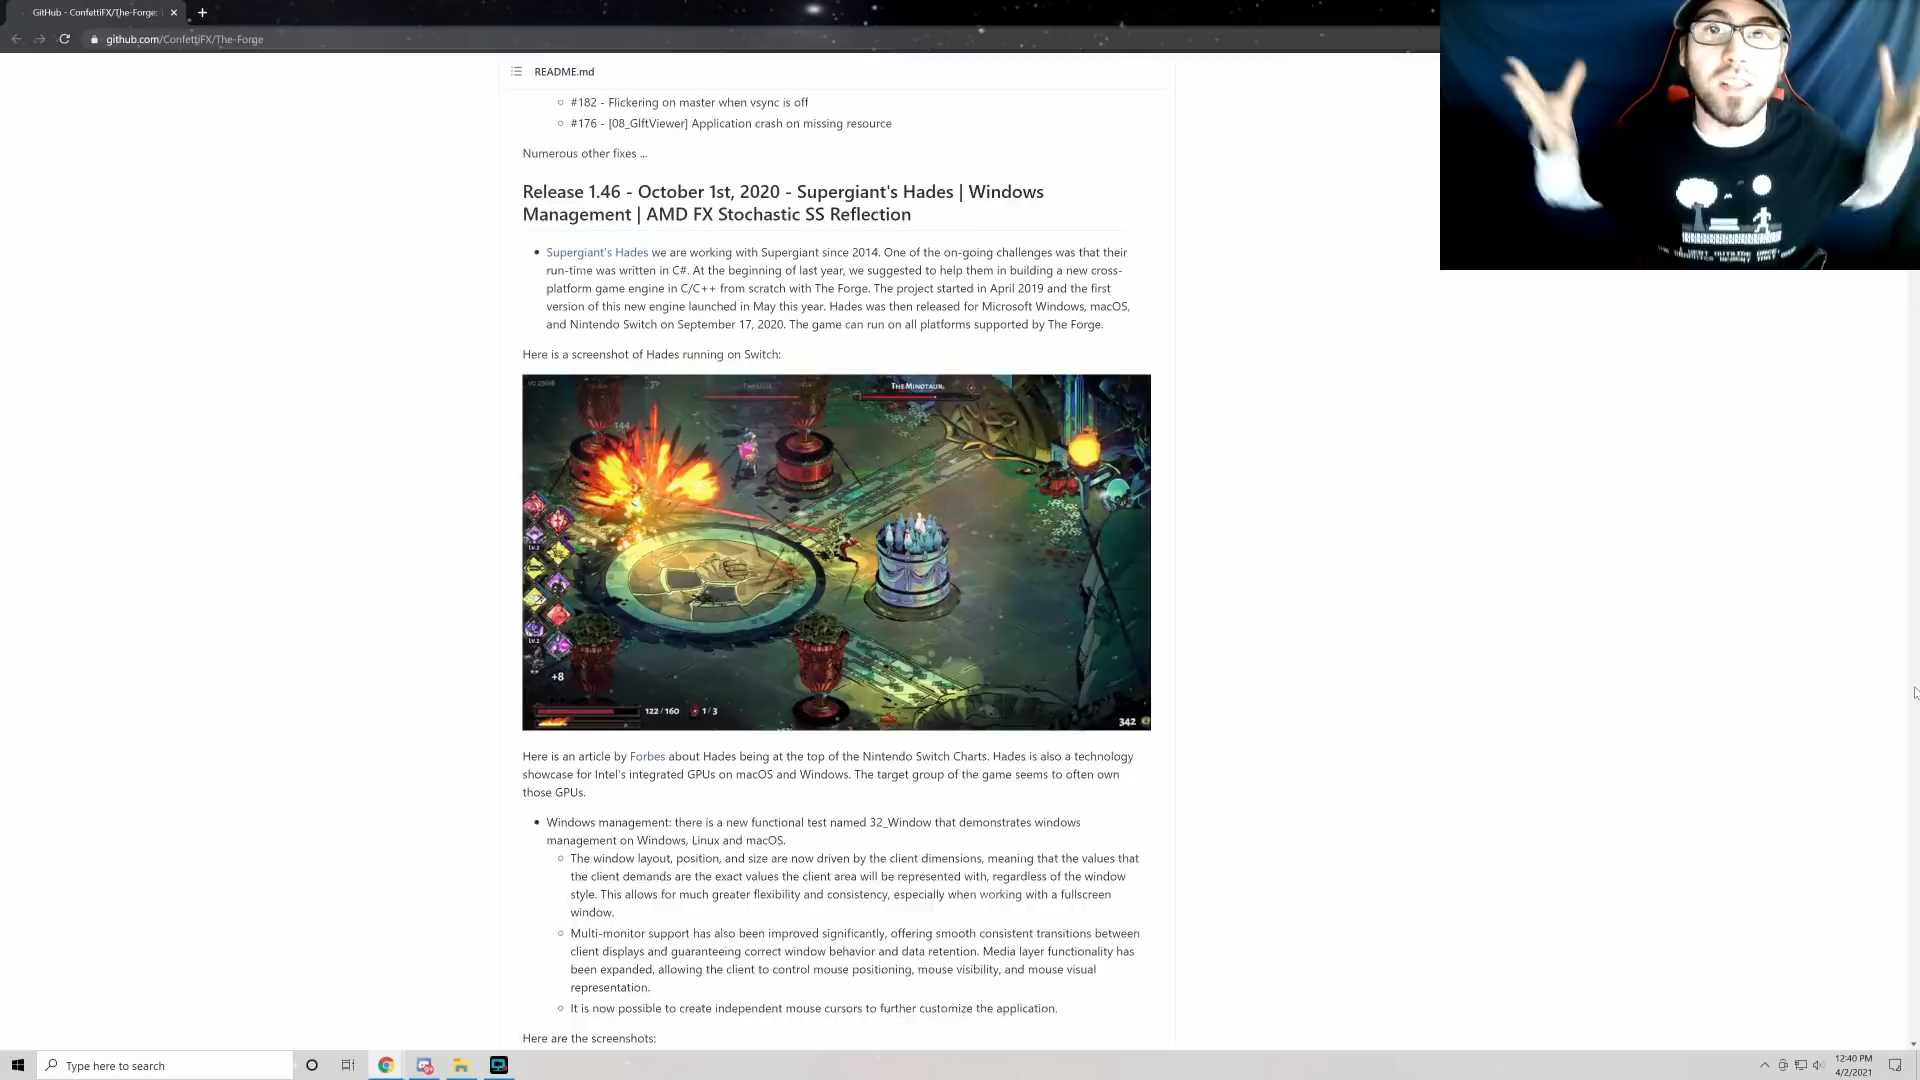 GitHub - ConfettiFX/The-Forge:
github.com/ConfettiFX/The-Forge
README.md
#182 - Flickering on master when vsync is off
#176 - [08_GlftViewer] Application crash on missing resource
Numerous other fixes ...
Release 1.46 - October 1st, 2020 - Supergiant's Hades | Windows
Management | AMD FX Stochastic SS Reflection
Supergiant's Hades we are working with Supergiant since 2014. One of the on-going challenges was that their
run-time was written in C#. At the beginning of last year, we suggested to help them in building a new cross-
platform game engine in C/C++ from scratch with The Forge. The project started in April 2019 and the first
version of this new engine launched in May this year. Hades was then released for Microsoft Windows, macOS,
and Nintendo Switch on September 17, 2020. The game can run on all platforms supported by The Forge.
Here is a screenshot of Hades running on Switch:
THESEUS
THE MINOTAUR
144
LV.2
LV.2
+8
122/160
1/3
342
Here is an article by Forbes about Hades being at the top of the Nintendo Switch Charts. Hades is also a technology
showcase for Intel's integrated GPUs on macOS and Windows. The target group of the game seems to often own
those GPUs.
Windows management: there is a new functional test named 32_Window that demonstrates windows
management on Windows, Linux and macOS.
The window layout, position, and size are now driven by the client dimensions, meaning that the values that
the client demands are the exact values the client area will be represented with, regardless of the window
style. This allows for much greater flexibility and consistency, especially when working with a fullscreen
window.
Multi-monitor support has also been improved significantly, offering smooth consistent transitions between
client displays and guaranteeing correct window behavior and data retention. Media layer functionality has
been expanded, allowing the client to control mouse positioning, mouse visibility, and mouse visual
representation.
It is now possible to create independent mouse cursors to further customize the application.
Here are the screenshots:
Type here to search
12:40 PM
4/2/2021